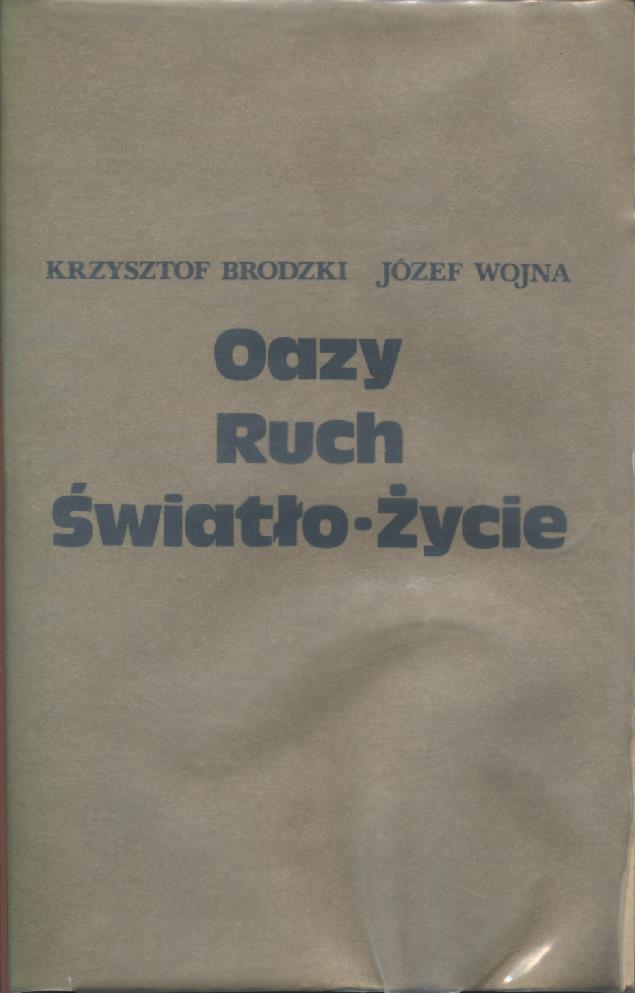 KRZYSZTOF BRODZKI JÓZEF WOJNA
Oazy
Ruch
Światło·Życie